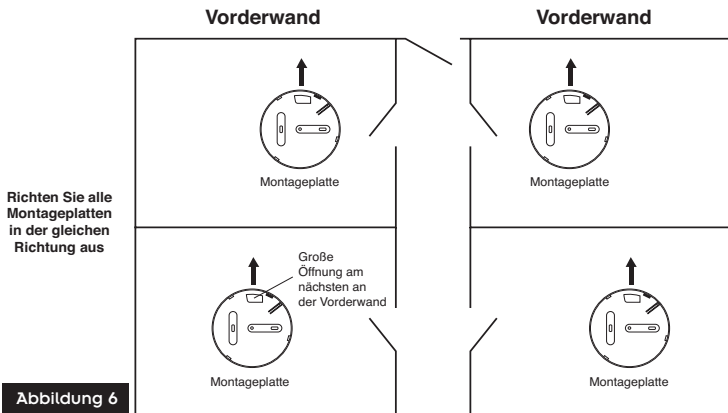 Vorderwand
Vorderwand
Montageplatte
Montageplatte
Richten Sie alle
Montageplatten
in der gleichen
Richtung aus
Große
Öffnung am
nächsten an
der Vorderwand
Montageplatte
Montageplatte
Abbildung 6